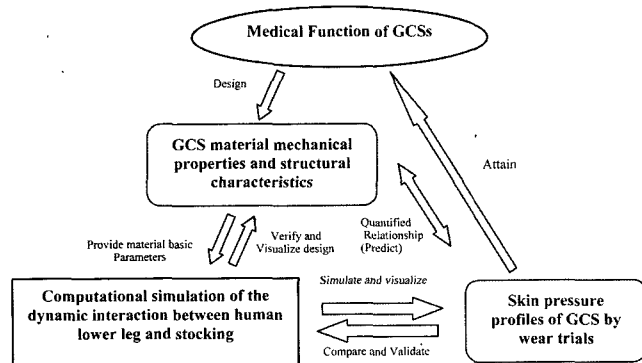 Medical Function of GCSs
Design
GCS material mechanical
properties and structural
characteristics
Attain
Provide material basic
Parameters
Verify and
Visualize design
Quantified
Relationship
(Predict)
Computational simulation of the
dynamic interaction between human
lower leg and stocking
Simulate and visualize
Compare and Validate
Skin pressure
profiles of GCS by
wear trials